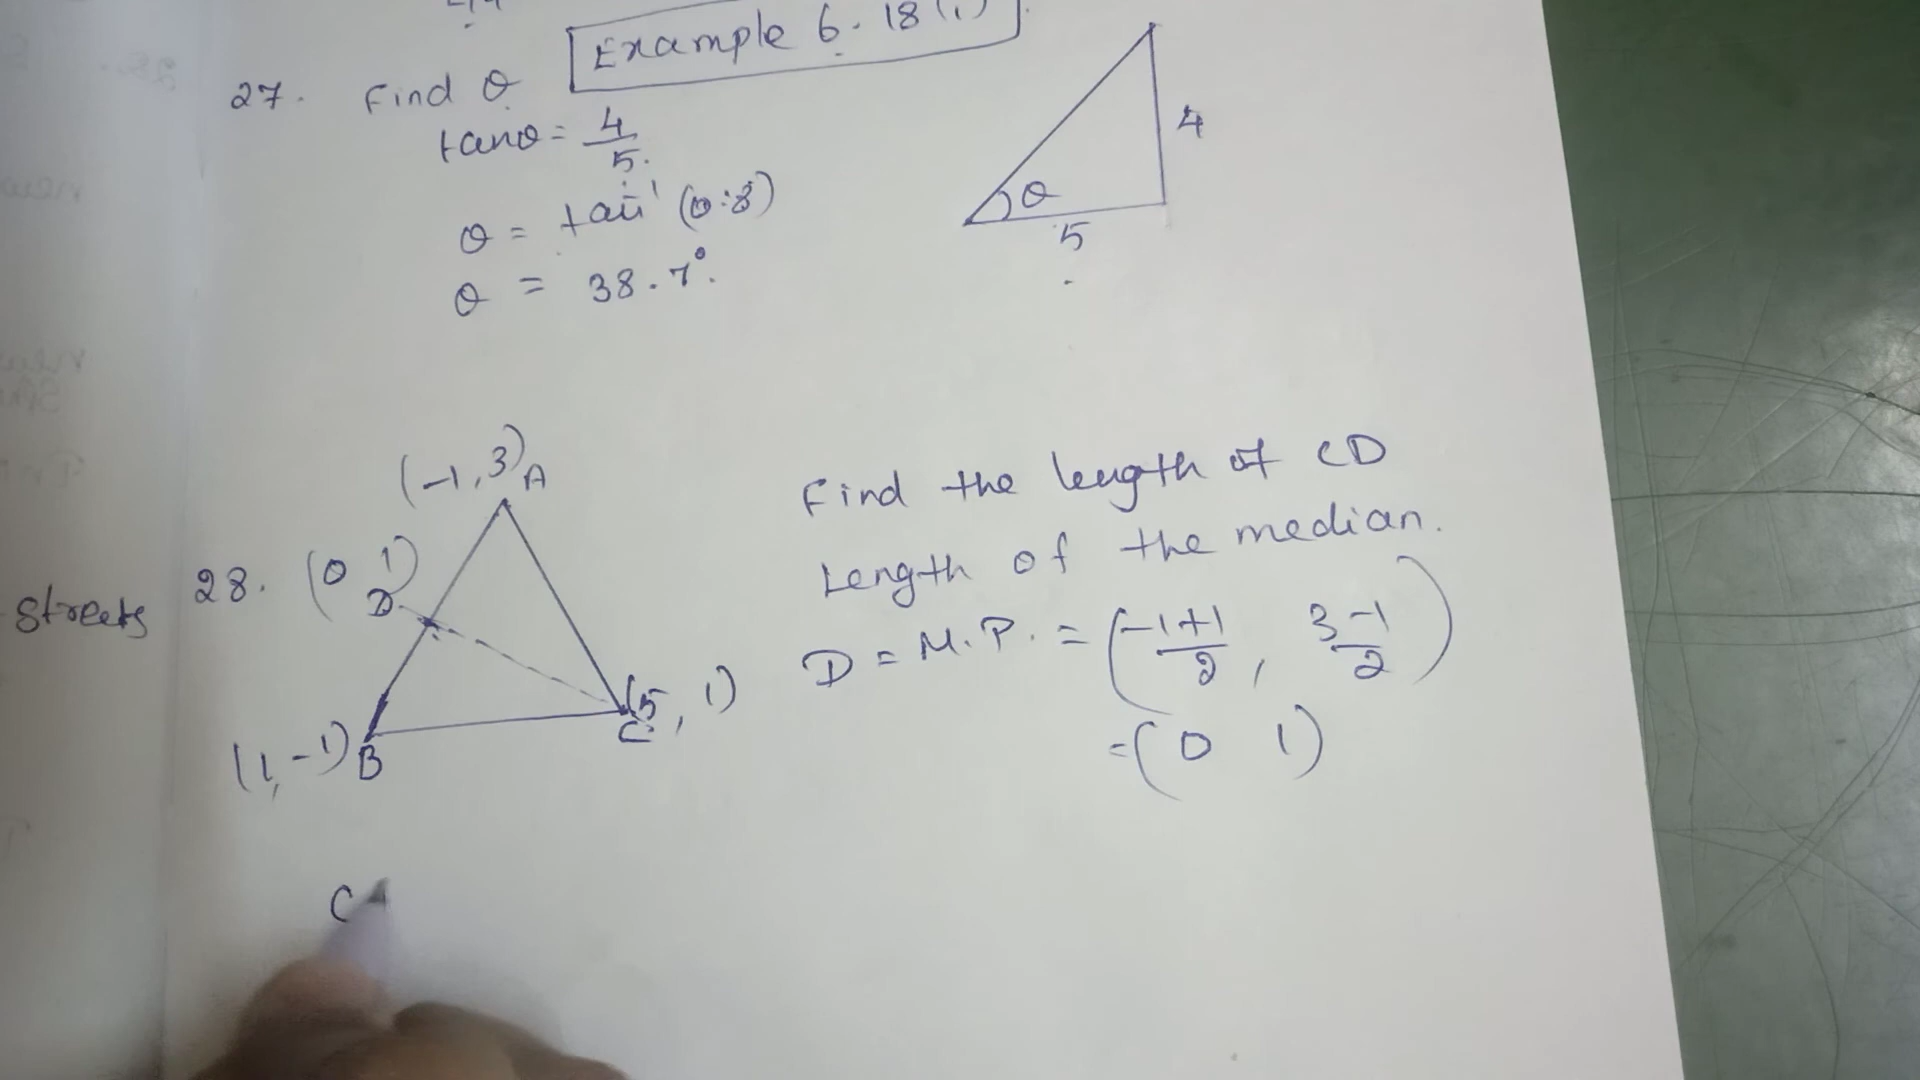 Example 6.18(i)
27. Find θ
tanθ = 4/5.
θ = tan⁻¹ (0.8)
θ = 38.7°.
4
θ
5
(-1, 3) A
Find the length of CD
Length of the median.
Streets
28. (0 1)
D
D = M.P. = (-1+1/2, 3-1/2)
= (0 1)
(5, 1)
C
(1, -1) B
C